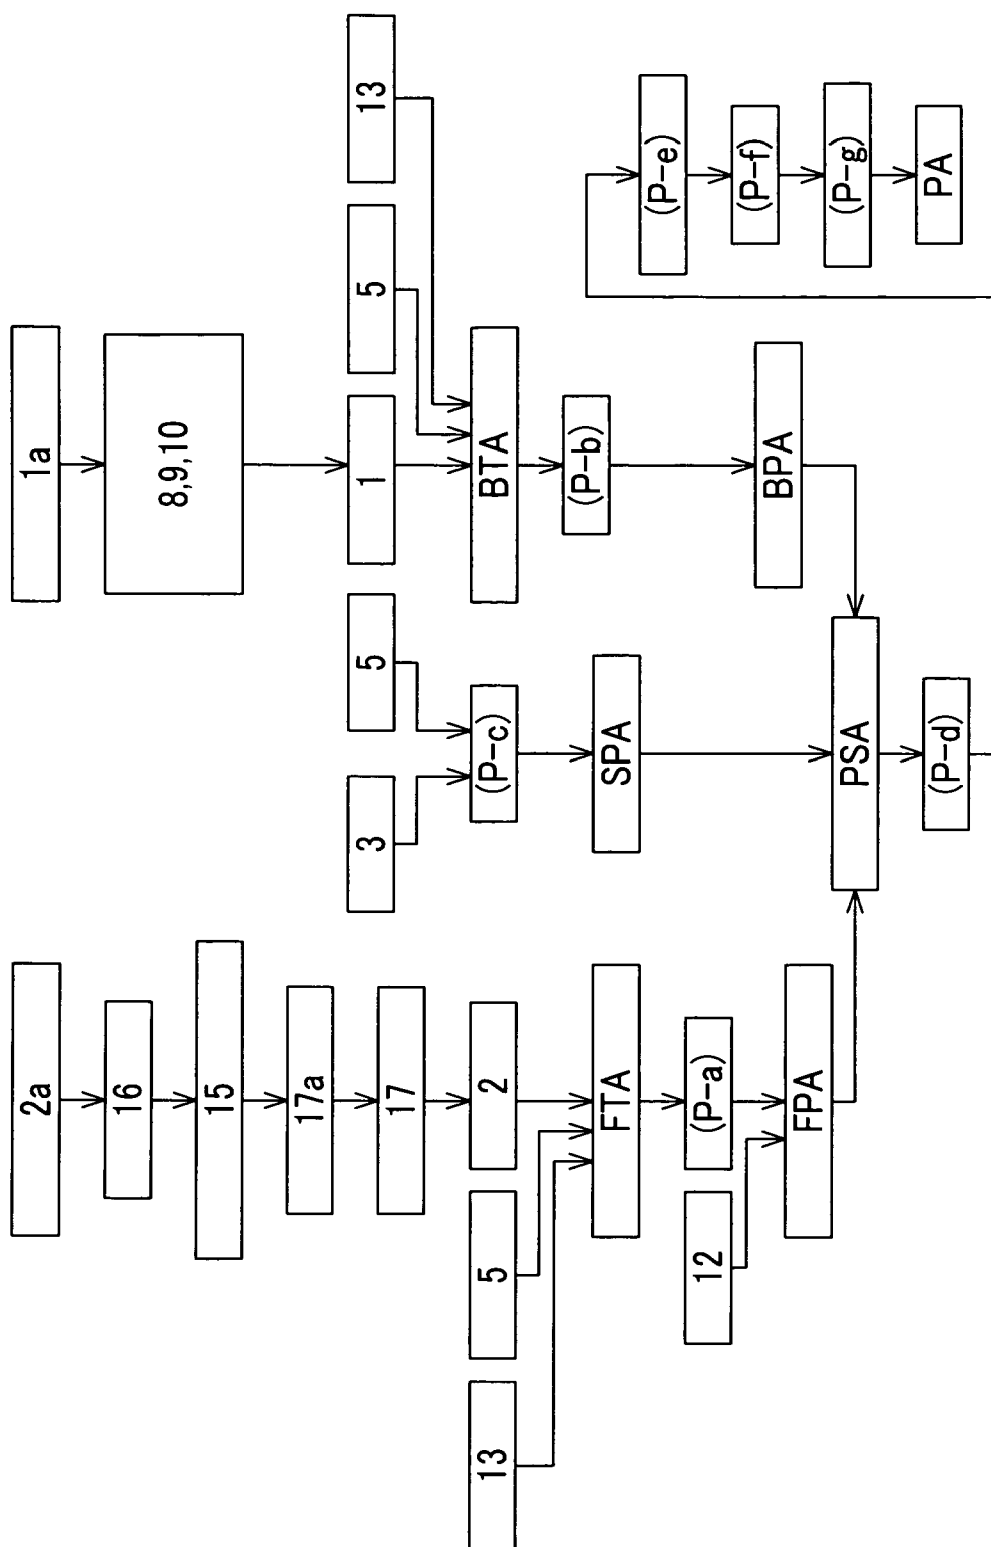 2a
16
15
17a
17
13
5
2
FTA
12
(P-a)
FPA
3
5
(P-c)
SPA
1a
8,9,10
1
5
13
BTA
(P-b)
BPA
PSA
(P-d)
(P-e)
(P-f)
(P-g)
PA